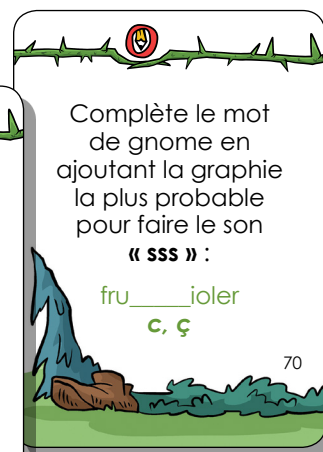 Complète le mot
de gnome en
ajoutant la graphie
la plus probable
pour faire le son
« sss » :
fru_____ioler
c, ç
70